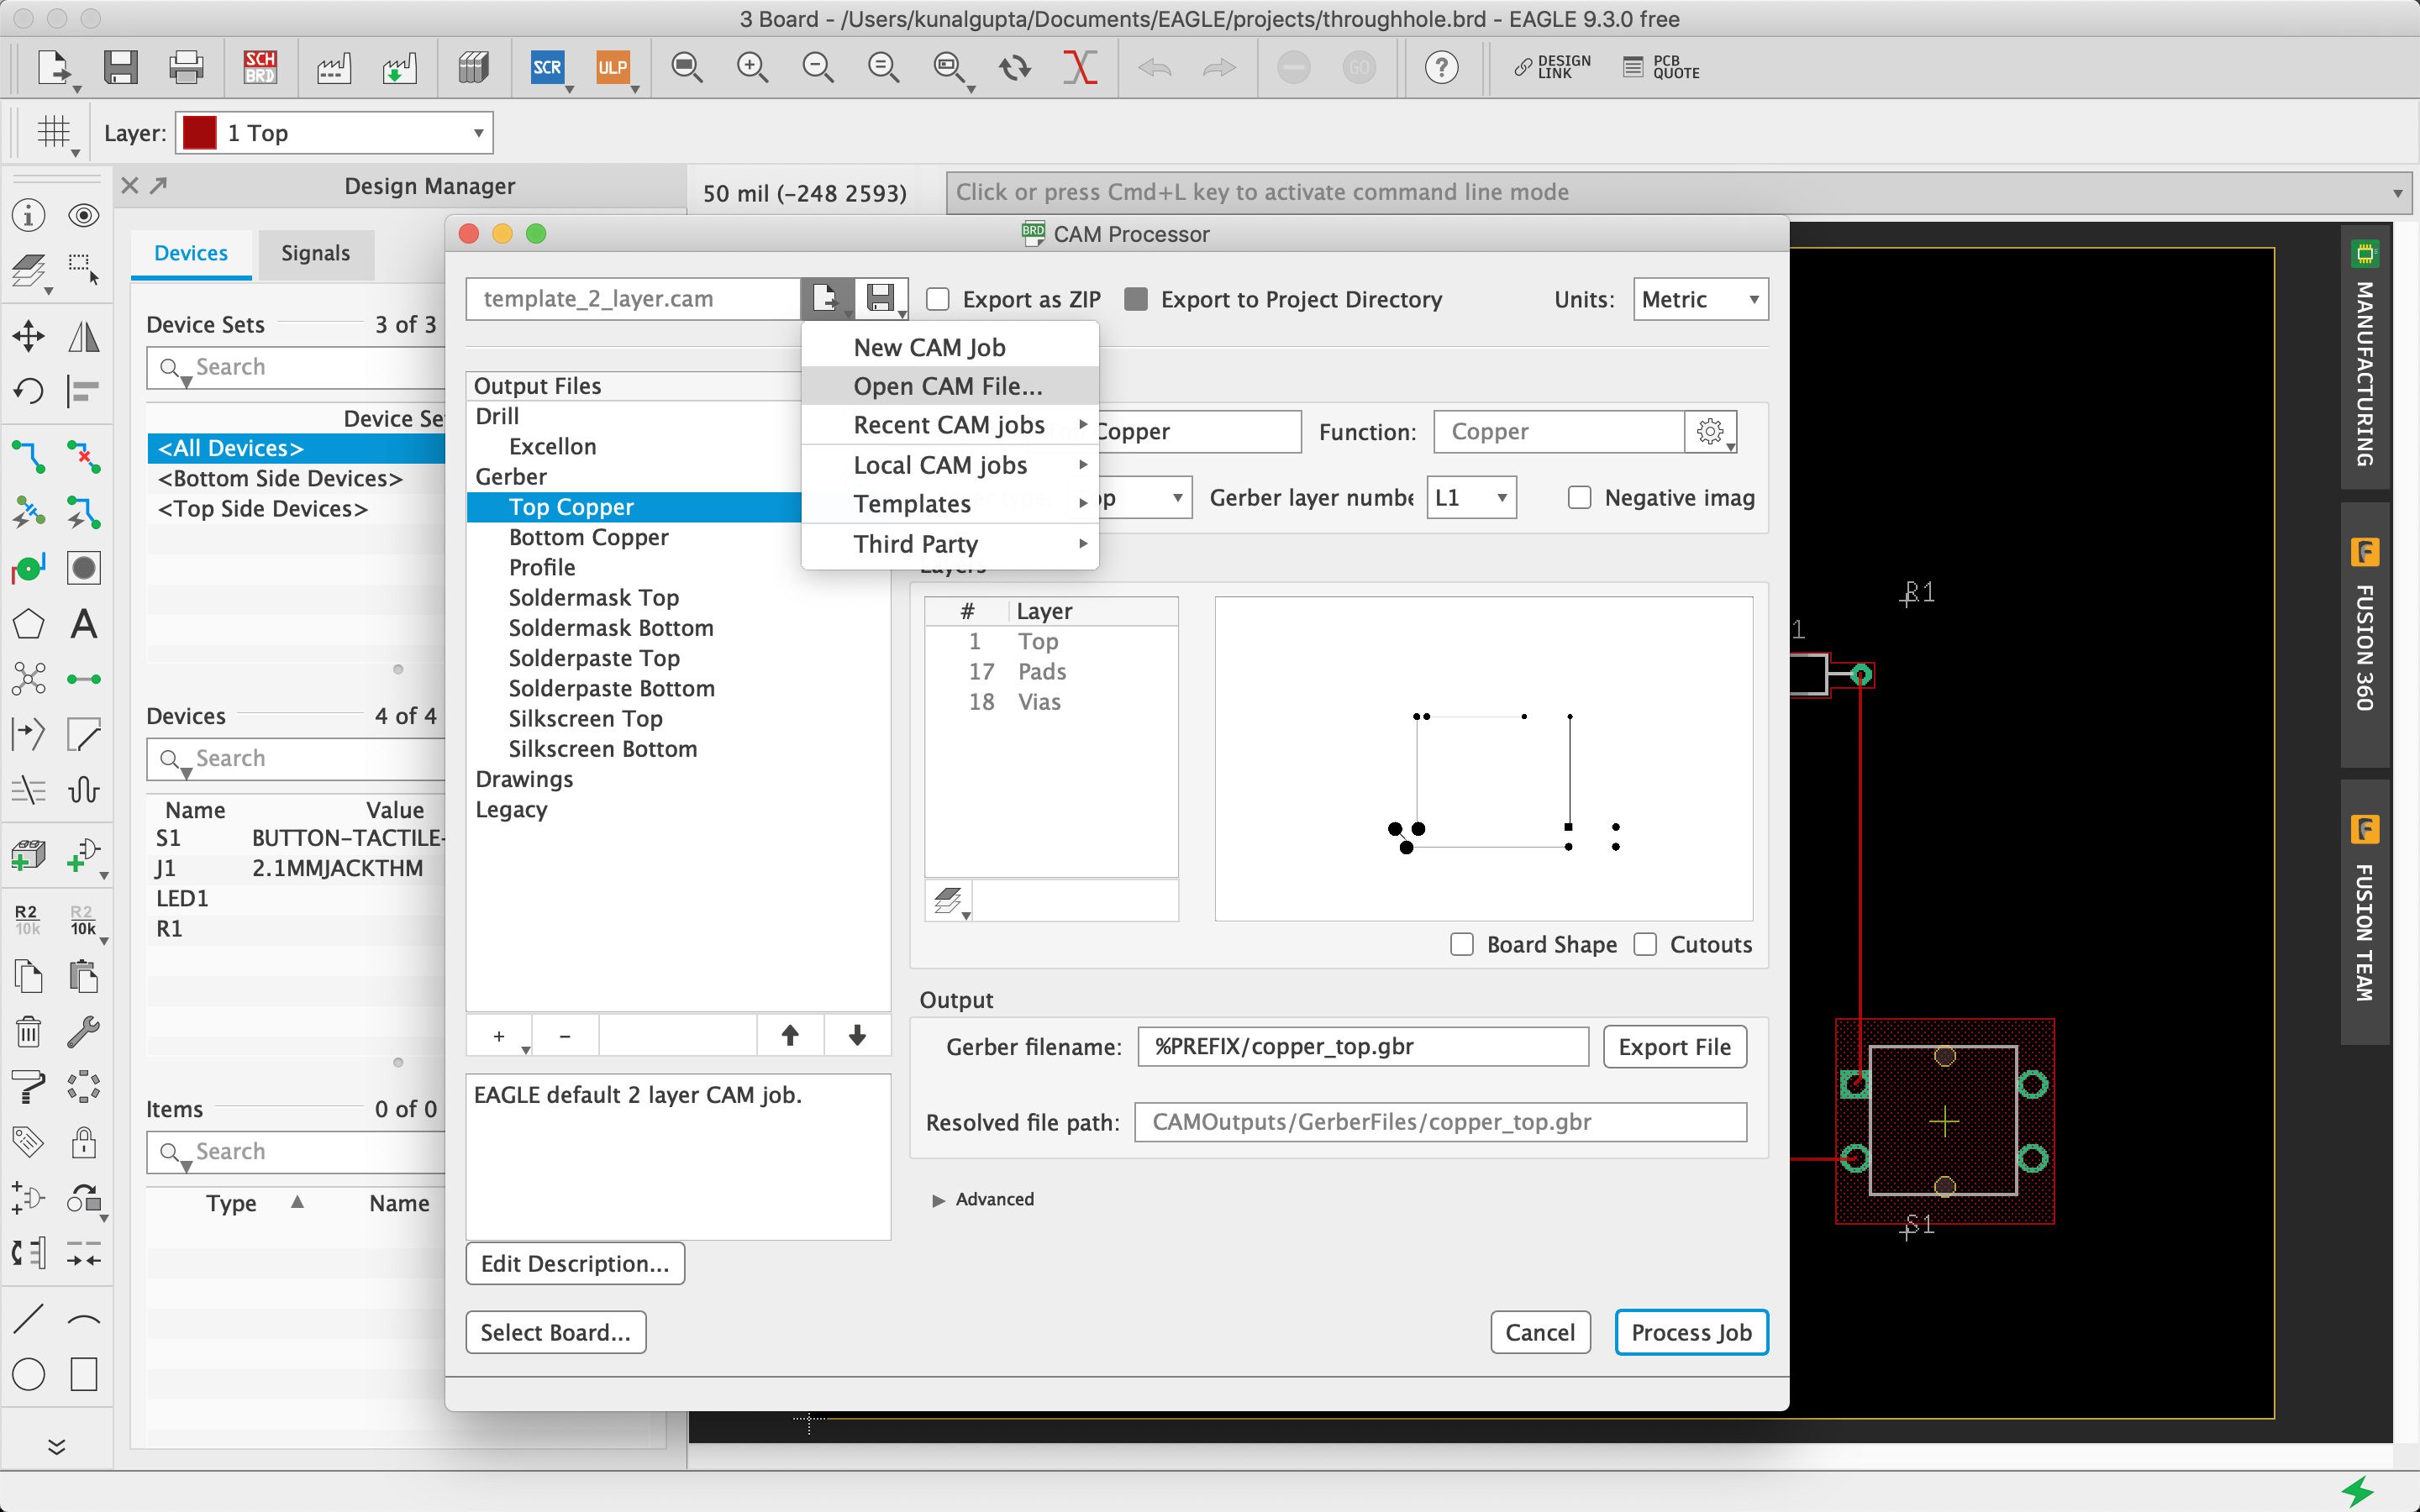 3 Board - /Users/kunalgupta/Documents/EAGLE/projects/throughhole.brd - EAGLE 9.3.0 free
SCH
BRD
SCR
ULP
GO
?
DESIGN
LINK
PCB
QUOTE
Layer:
1 Top
Design Manager
50 mil (-248 2593)
Click or press Cmd+L key to activate command line mode
Devices
Signals
Device Sets
3 of 3
Search
Device Se
<All Devices>
<Bottom Side Devices>
<Top Side Devices>
Devices
4 of 4
Search
Name
Value
S1
BUTTON-TACTILE-
J1
2.1MMJACKTHM
LED1
R1
Items
0 of 0
Search
Type
Name
R2
10k
R2
10k
BRD
CAM Processor
template_2_layer.cam
Export as ZIP
Export to Project Directory
Units:
Metric
New CAM Job
Open CAM File...
Recent CAM jobs
Local CAM jobs
Templates
Third Party
Output Files
Drill
Excellon
Gerber
Top Copper
Bottom Copper
Profile
Soldermask Top
Soldermask Bottom
Solderpaste Top
Solderpaste Bottom
Silkscreen Top
Silkscreen Bottom
Drawings
Legacy
+
-
EAGLE default 2 layer CAM job.
Edit Description...
Select Board...
Copper
Function:
Copper
op
Gerber layer numbe
L1
Negative imag
Layers
#
Layer
1
Top
17
Pads
18
Vias
Board Shape
Cutouts
Output
Gerber filename:
%PREFIX/copper_top.gbr
Export File
Resolved file path:
CAMOutputs/GerberFiles/copper_top.gbr
Advanced
Cancel
Process Job
R1
1
S1
MANUFACTURING
FUSION 360
FUSION TEAM